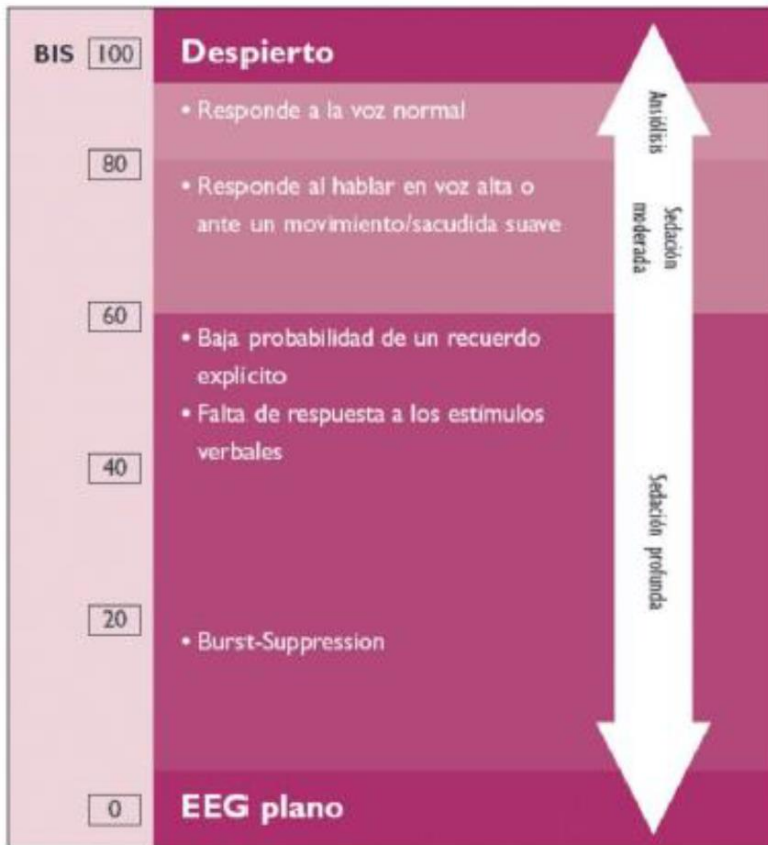 BIS 100
Despierto
• Responde a la voz normal
80
• Responde al hablar en voz alta o
ante un movimiento/sacudida suave
60
• Baja probabilidad de un recuerdo
explícito
• Falta de respuesta a los estímulos
verbales
40
20
• Burst-Suppression
0
EEG plano
Ansiólisis
Sedación
moderada
Sedación profunda